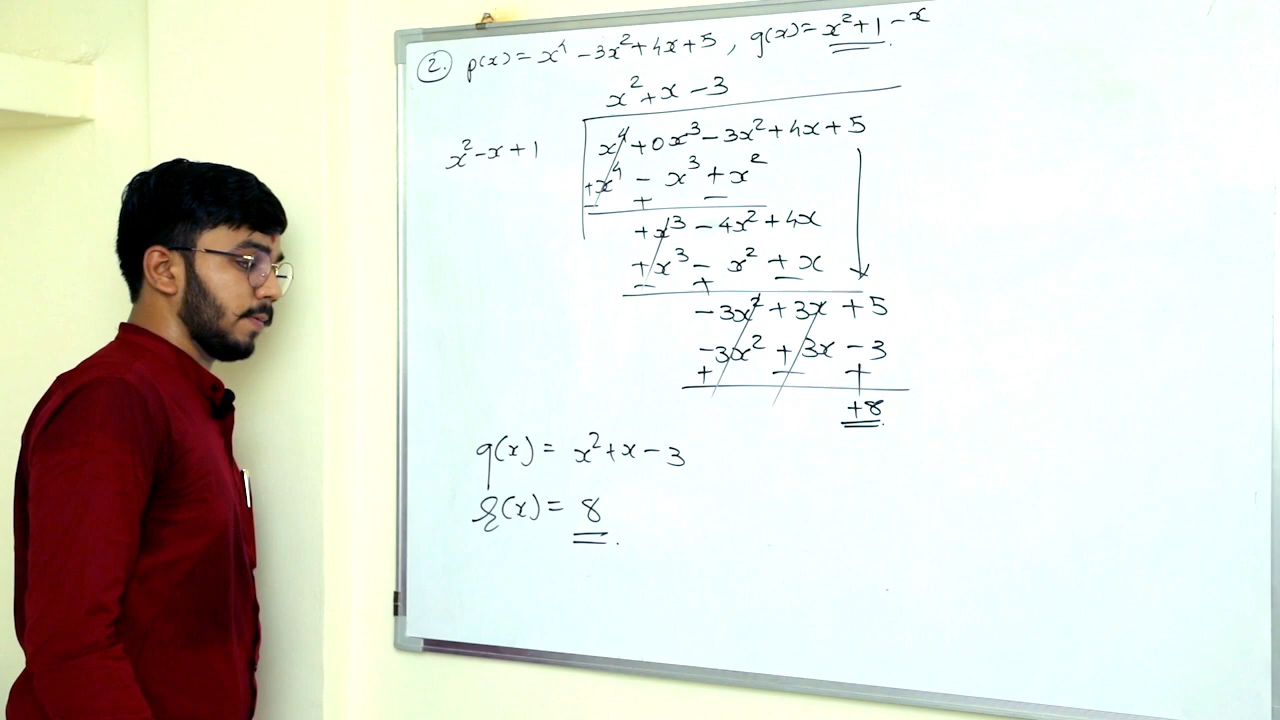 2. p(x) = x⁴ - 3x² + 4x + 5 , g(x) = x² + 1 - x
x² + x - 3
x² - x + 1
x⁴ + 0x³ - 3x² + 4x + 5
+x⁴ - x³ + x²
- + -
+x³ - 4x² + 4x
+x³ - x² + x
- + -
-3x² + 3x + 5
-3x² + 3x - 3
+ - +
+8
q(x) = x² + x - 3
r(x) = 8